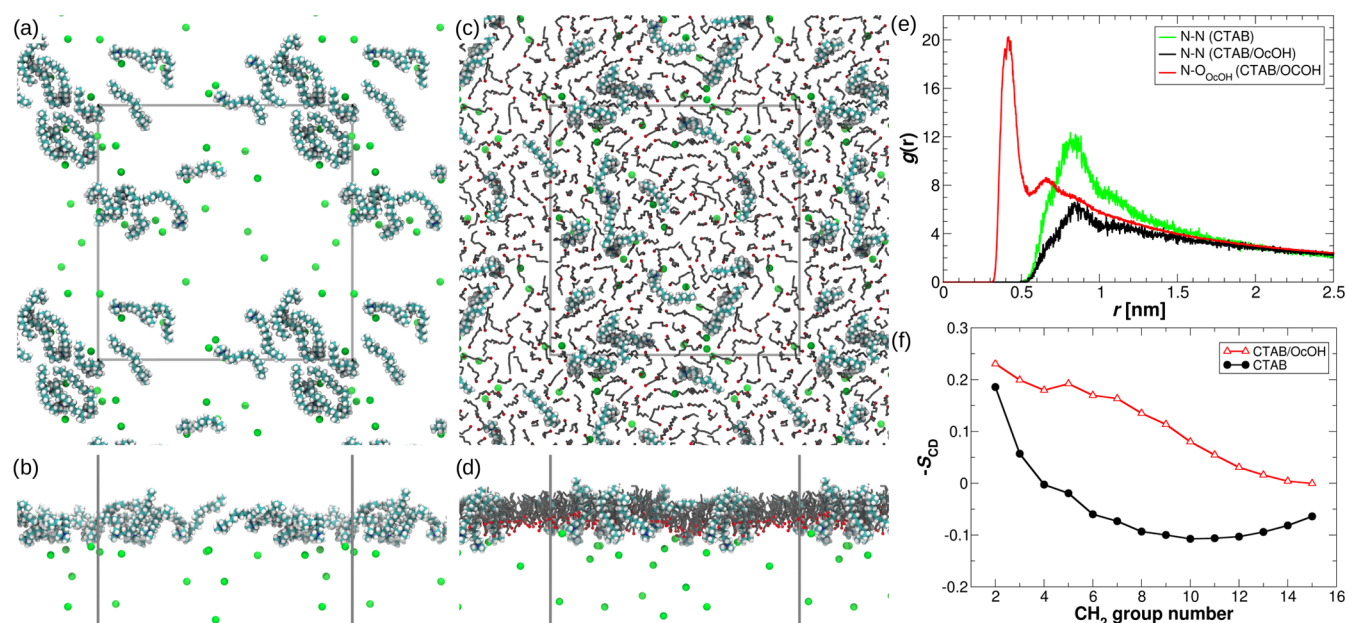 (a)
(c)
(e)
20
16
12
8
4
0
g(r)
N-N (CTAB)
N-N (CTAB/OcOH)
N-O_OcOH (CTAB/OCOH)
0 0.5 1 1.5 2 2.5
r [nm]
(b)
(d)
(f)
0.3
0.2
0.1
0
-0.1
-0.2
-S_CD
CTAB/OcOH
CTAB
2 4 6 8 10 12 14 16
CH₂ group number